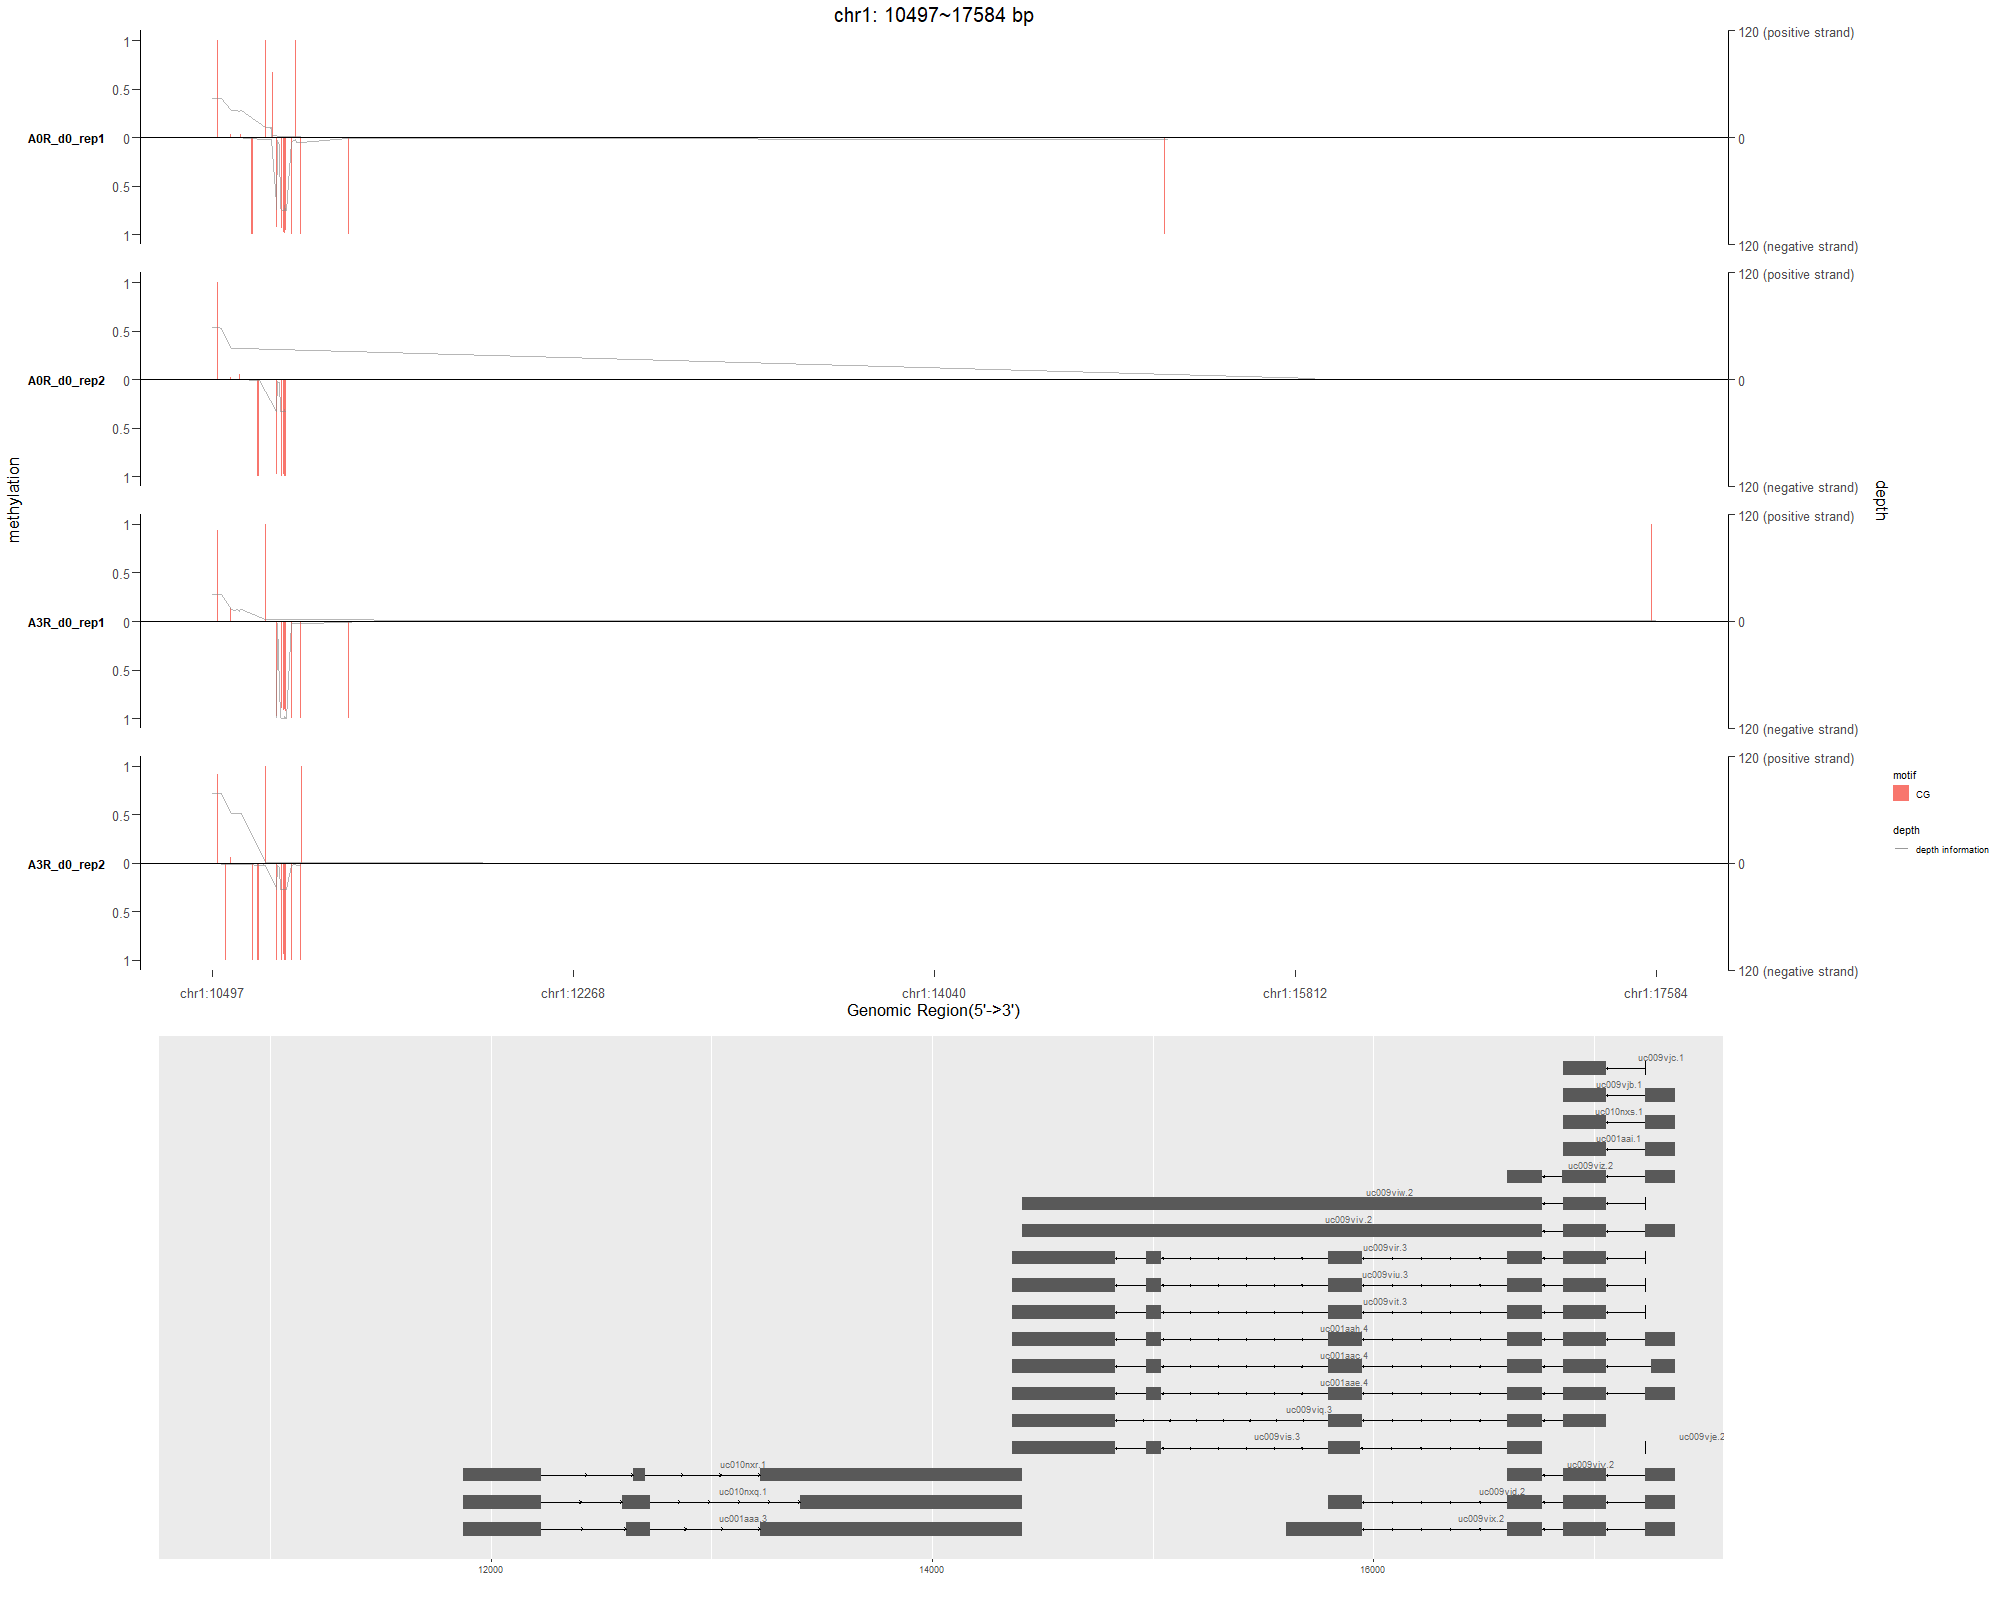 chr1: 10497~17584 bp
1
0.5
A0R_d0_rep1 0
0.5
1
120 (positive strand)
0
120 (negative strand)
1
0.5
A0R_d0_rep2 0
0.5
1
120 (positive strand)
0
120 (negative strand)
methylation
depth
1
0.5
A3R_d0_rep1 0
0.5
1
120 (positive strand)
0
120 (negative strand)
1
0.5
A3R_d0_rep2 0
0.5
1
120 (positive strand)
0
120 (negative strand)
motif
CG
depth
depth information
chr1:10497 chr1:12268 chr1:14040 chr1:15812 chr1:17584
Genomic Region(5'->3')
uc009vjc.1
uc009vjb.1
uc010nxs.1
uc001aai.1
uc009viz.2
uc009viw.2
uc009viv.2
uc009vir.3
uc009viu.3
uc009vit.3
uc001aah.4
uc001aac.4
uc001aae.4
uc009viq.3
uc009vis.3 uc009vje.2
uc010nxr.1 uc009viy.2
uc010nxq.1 uc009vjd.2
uc001aaa.3 uc009vix.2
12000 14000 16000